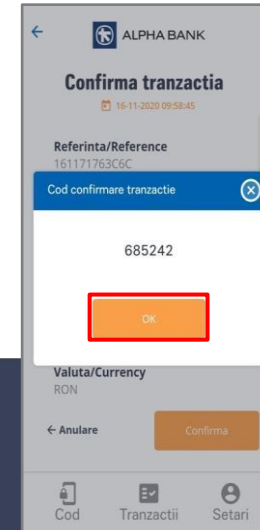 ALPHA BANK
Confirma tranzactia
16-11-2020 09:58:45
Referinta/Reference
161171763C6C
Cod confirmare tranzactie
685242
OK
Valuta/Currency
RON
← Anulare Confirma
Cod Tranzactii Setari